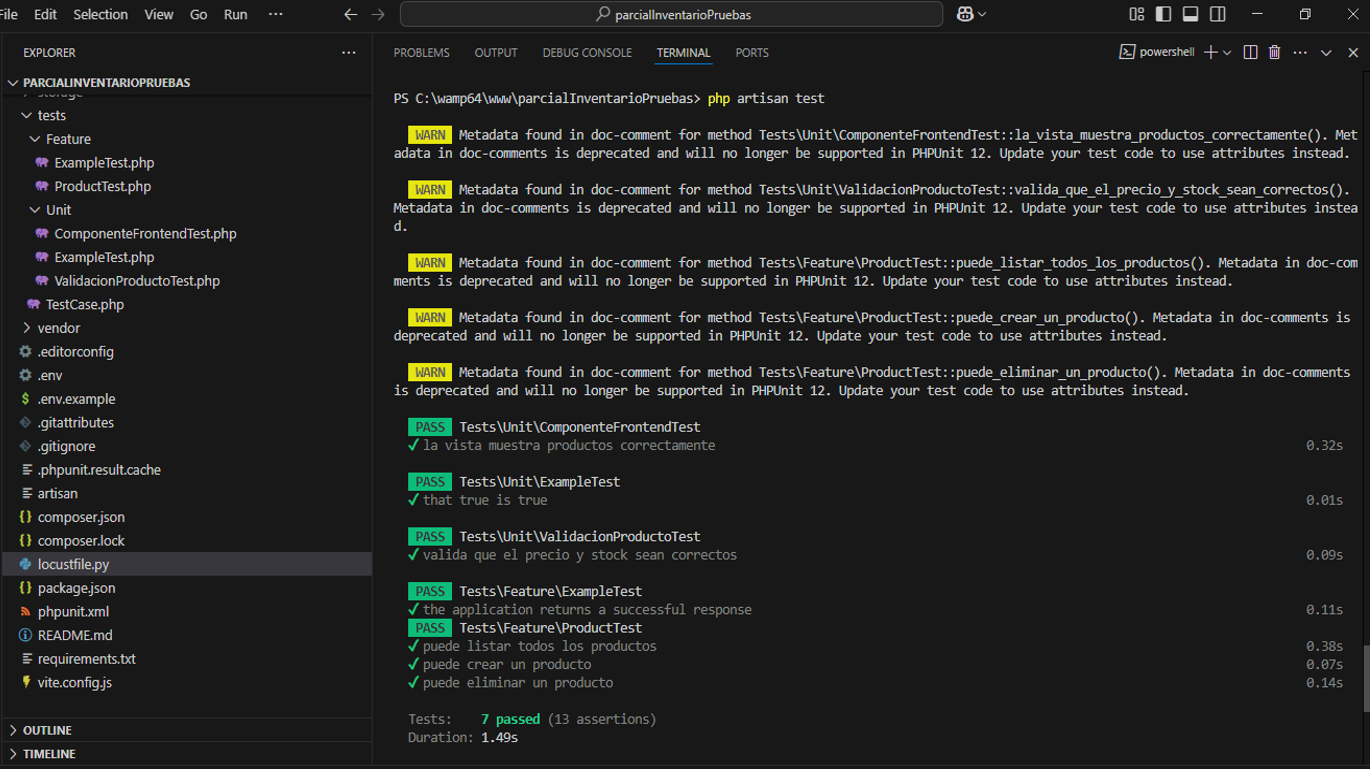 File Edit Selection View Go Run ···
parcialInventarioPruebas
EXPLORER ···
PARCIALINVENTARIOPRUEBAS
storage
tests
Feature
ExampleTest.php
ProductTest.php
Unit
ComponenteFrontendTest.php
ExampleTest.php
ValidacionProductoTest.php
TestCase.php
vendor
.editorconfig
.env
$ .env.example
.gitattributes
.gitignore
.phpunit.result.cache
artisan
{} composer.json
{} composer.lock
locustfile.py
{} package.json
phpunit.xml
README.md
requirements.txt
vite.config.js
OUTLINE
TIMELINE
PROBLEMS OUTPUT DEBUG CONSOLE TERMINAL PORTS
powershell
PS C:\wamp64\www\parcialInventarioPruebas> php artisan test
WARN Metadata found in doc-comment for method Tests\Unit\ComponenteFrontendTest::la_vista_muestra_productos_correctamente(). Met
adata in doc-comments is deprecated and will no longer be supported in PHPUnit 12. Update your test code to use attributes instead.
WARN Metadata found in doc-comment for method Tests\Unit\ValidacionProductoTest::valida_que_el_precio_y_stock_sean_correctos().
Metadata in doc-comments is deprecated and will no longer be supported in PHPUnit 12. Update your test code to use attributes instea
d.
WARN Metadata found in doc-comment for method Tests\Feature\ProductTest::puede_listar_todos_los_productos(). Metadata in doc-com
ments is deprecated and will no longer be supported in PHPUnit 12. Update your test code to use attributes instead.
WARN Metadata found in doc-comment for method Tests\Feature\ProductTest::puede_crear_un_producto(). Metadata in doc-comments is
deprecated and will no longer be supported in PHPUnit 12. Update your test code to use attributes instead.
WARN Metadata found in doc-comment for method Tests\Feature\ProductTest::puede_eliminar_un_producto(). Metadata in doc-comments
is deprecated and will no longer be supported in PHPUnit 12. Update your test code to use attributes instead.
PASS Tests\Unit\ComponenteFrontendTest
✓ la vista muestra productos correctamente 0.32s
PASS Tests\Unit\ExampleTest
✓ that true is true 0.01s
PASS Tests\Unit\ValidacionProductoTest
✓ valida que el precio y stock sean correctos 0.09s
PASS Tests\Feature\ExampleTest
✓ the application returns a successful response 0.11s
PASS Tests\Feature\ProductTest
✓ puede listar todos los productos 0.38s
✓ puede crear un producto 0.07s
✓ puede eliminar un producto 0.14s
Tests: 7 passed (13 assertions)
Duration: 1.49s